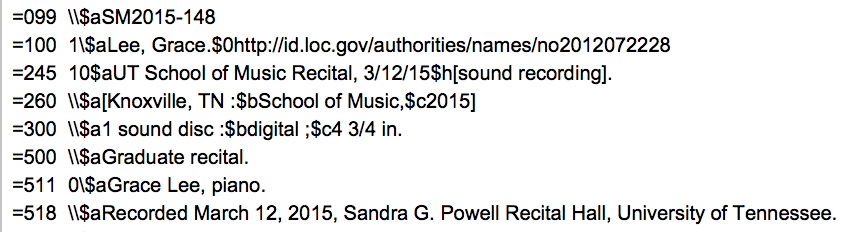 =099  \\$aSM2015-148
=100  1\$aLee, Grace.$0http://id.loc.gov/authorities/names/no2012072228
=245  10$aUT School of Music Recital, 3/12/15$h[sound recording].
=260  \\$a[Knoxville, TN :$bSchool of Music,$c2015]
=300  \\$a1 sound disc :$bdigital ;$c4 3/4 in.
=500  \\$aGraduate recital.
=511  0\$aGrace Lee, piano.
=518  \\$aRecorded March 12, 2015, Sandra G. Powell Recital Hall, University of Tennessee.